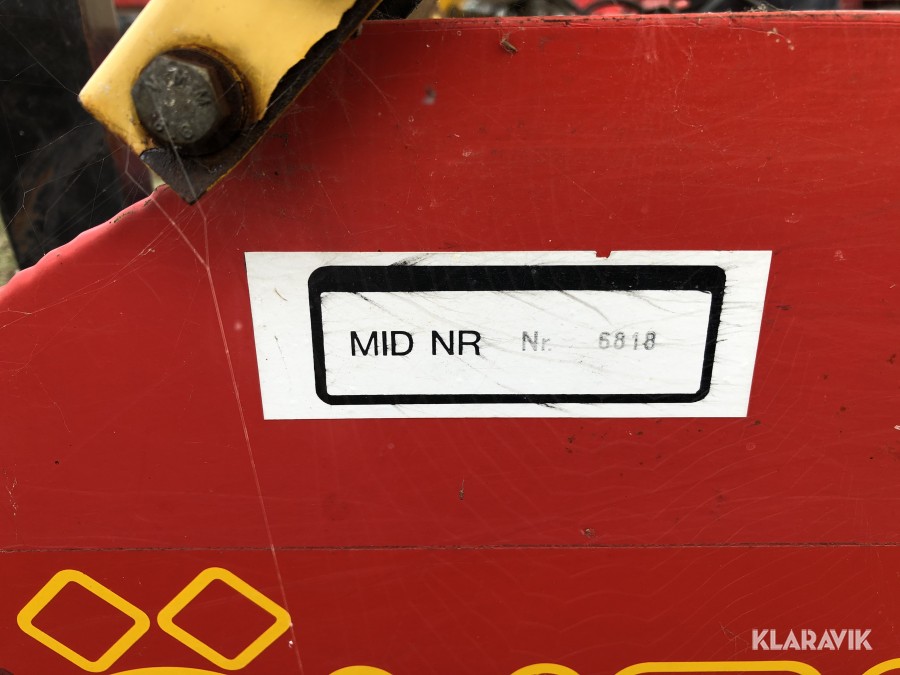 MID NR Nr. 6818
KLARAVIK